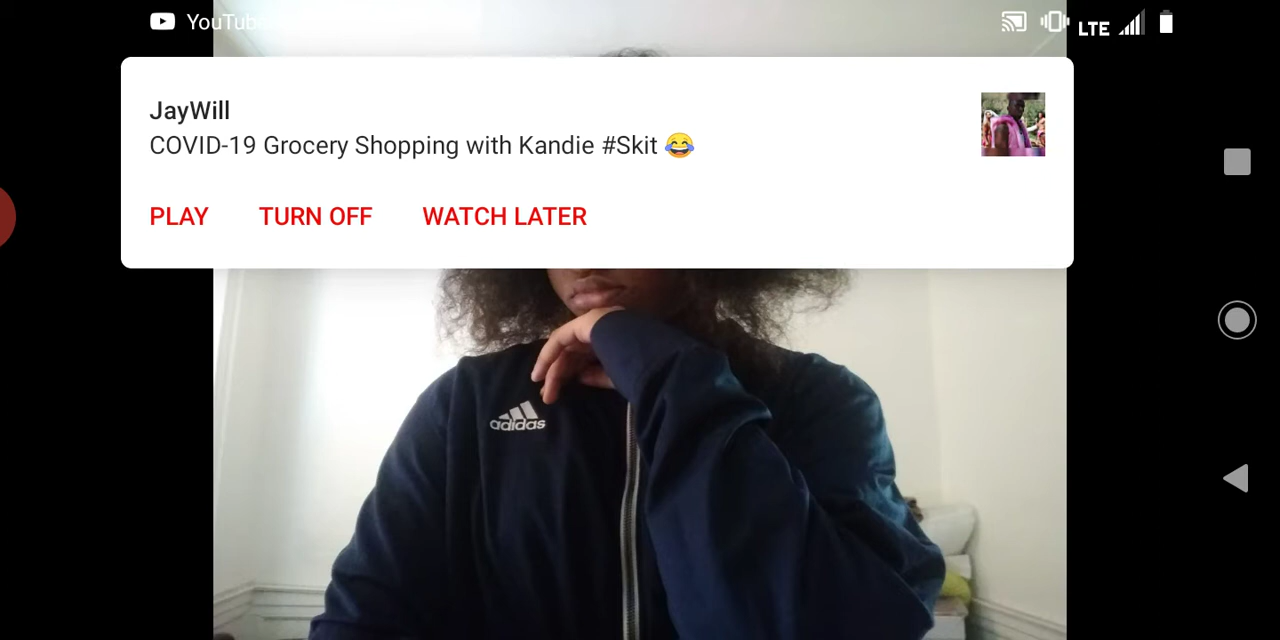 YouTube
LTE
JayWill
COVID-19 Grocery Shopping with Kandie #Skit 😂
PLAY TURN OFF WATCH LATER
adidas